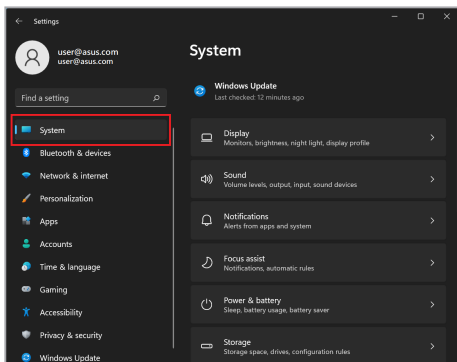 Settings
user@asus.com
user@asus.com
Find a setting
System
Bluetooth & devices
Network & internet
Personalization
Apps
Accounts
Time & language
Gaming
Accessibility
Privacy & security
Windows Update
System
Windows Update
Last checked: 12 minutes ago
Display
Monitors, brightness, night light, display profile
Sound
Volume levels, output, input, sound devices
Notifications
Alerts from apps and system
Focus assist
Notifications, automatic rules
Power & battery
Sleep, battery usage, battery saver
Storage
Storage space, drives, configuration rules